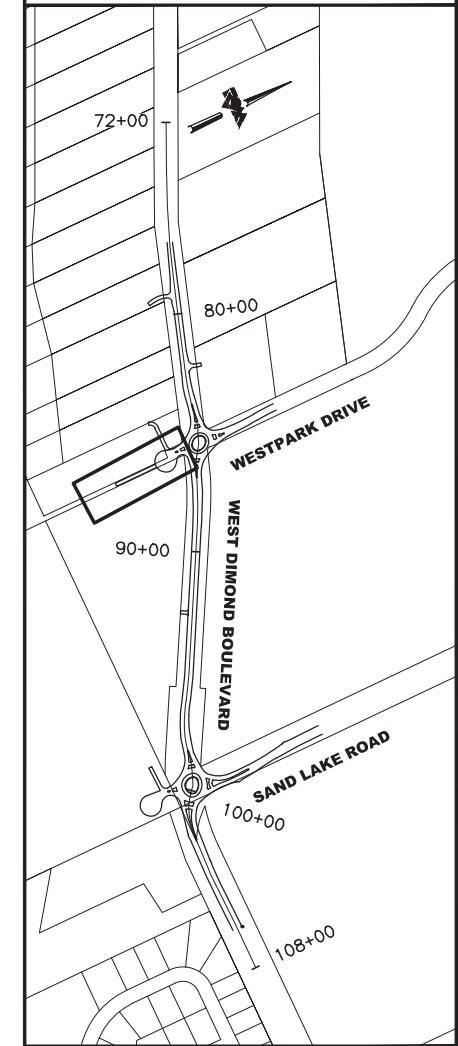 72+00
80+00
WESTPARK DRIVE
90+00
WEST DIMOND BOULEVARD
SAND LAKE ROAD
100+00
108+00